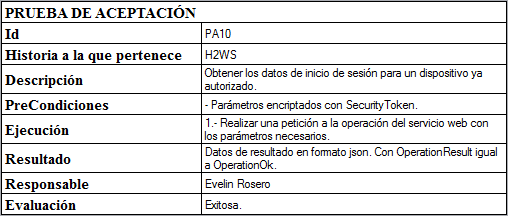 PRUEBA DE ACEPTACIÓN
Id PA10
Historia a la que pertenece H2WS
Descripción Obtener los datos de inicio de sesión para un dispositivo ya
autorizado.
PreCondiciones - Parámetros encriptados con SecurityToken.
Ejecución 1.- Realizar una petición a la operación del servicio web con
los parámetros necesarios.
Resultado Datos de resultado en formato json. Con OperationResult igual
a OperationOk.
Responsable Evelin Rosero
Evaluación Exitosa.